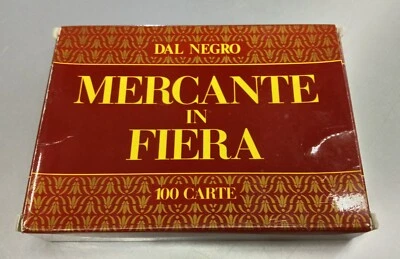 DAL NEGRO
MERCANTE
IN
FIERA
100 CARTE